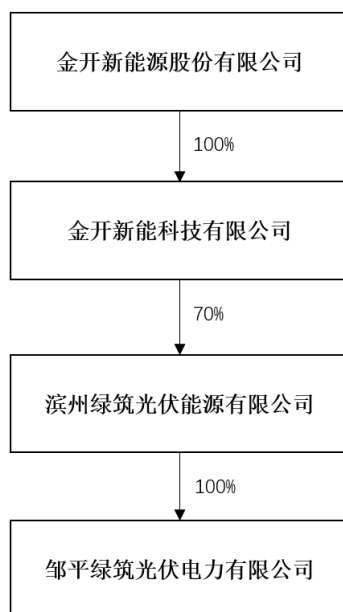 金开新能源股份有限公司
100%
金开新能科技有限公司
70%
滨州绿筑光伏能源有限公司
100%
邹平绿筑光伏电力有限公司